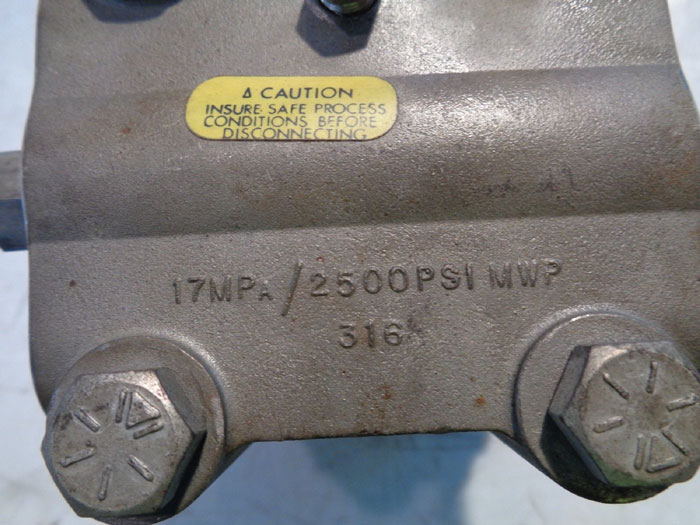 Δ CAUTION
INSURE SAFE PROCESS
CONDITIONS BEFORE
DISCONNECTING
17MPA/2500PSI MWP
316